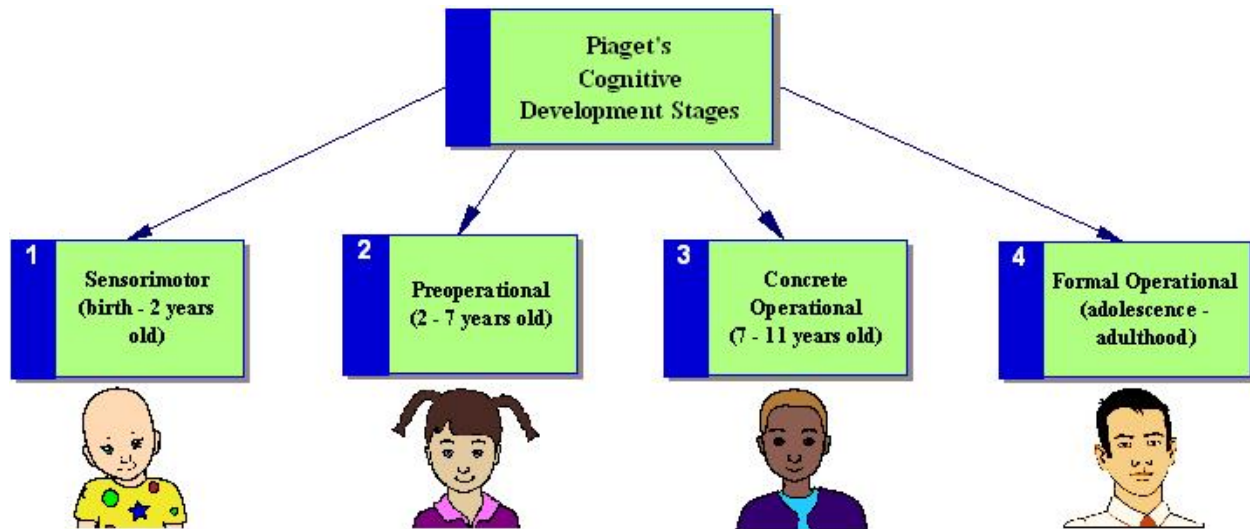 Piaget's
Cognitive
Development Stages
1
Sensorimotor
(birth - 2 years
old)
2
Preoperational
(2 - 7 years old)
3
Concrete
Operational
(7 - 11 years old)
4
Formal Operational
(adolescence -
adulthood)